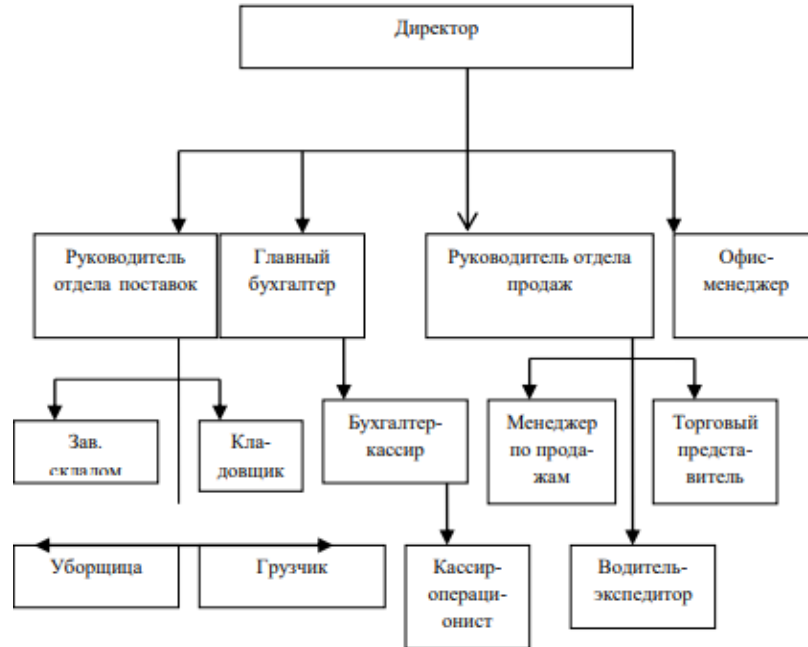 Директор
Руководитель
отдела поставок
Главный
бухгалтер
Руководитель отдела
продаж
Офис-
менеджер
Зав.
складом
Кла-
довщик
Бухгалтер-
кассир
Менеджер
по прода-
жам
Торговый
предста-
витель
Уборщица
Грузчик
Кассир-
операци-
онист
Водитель-
экспедитор